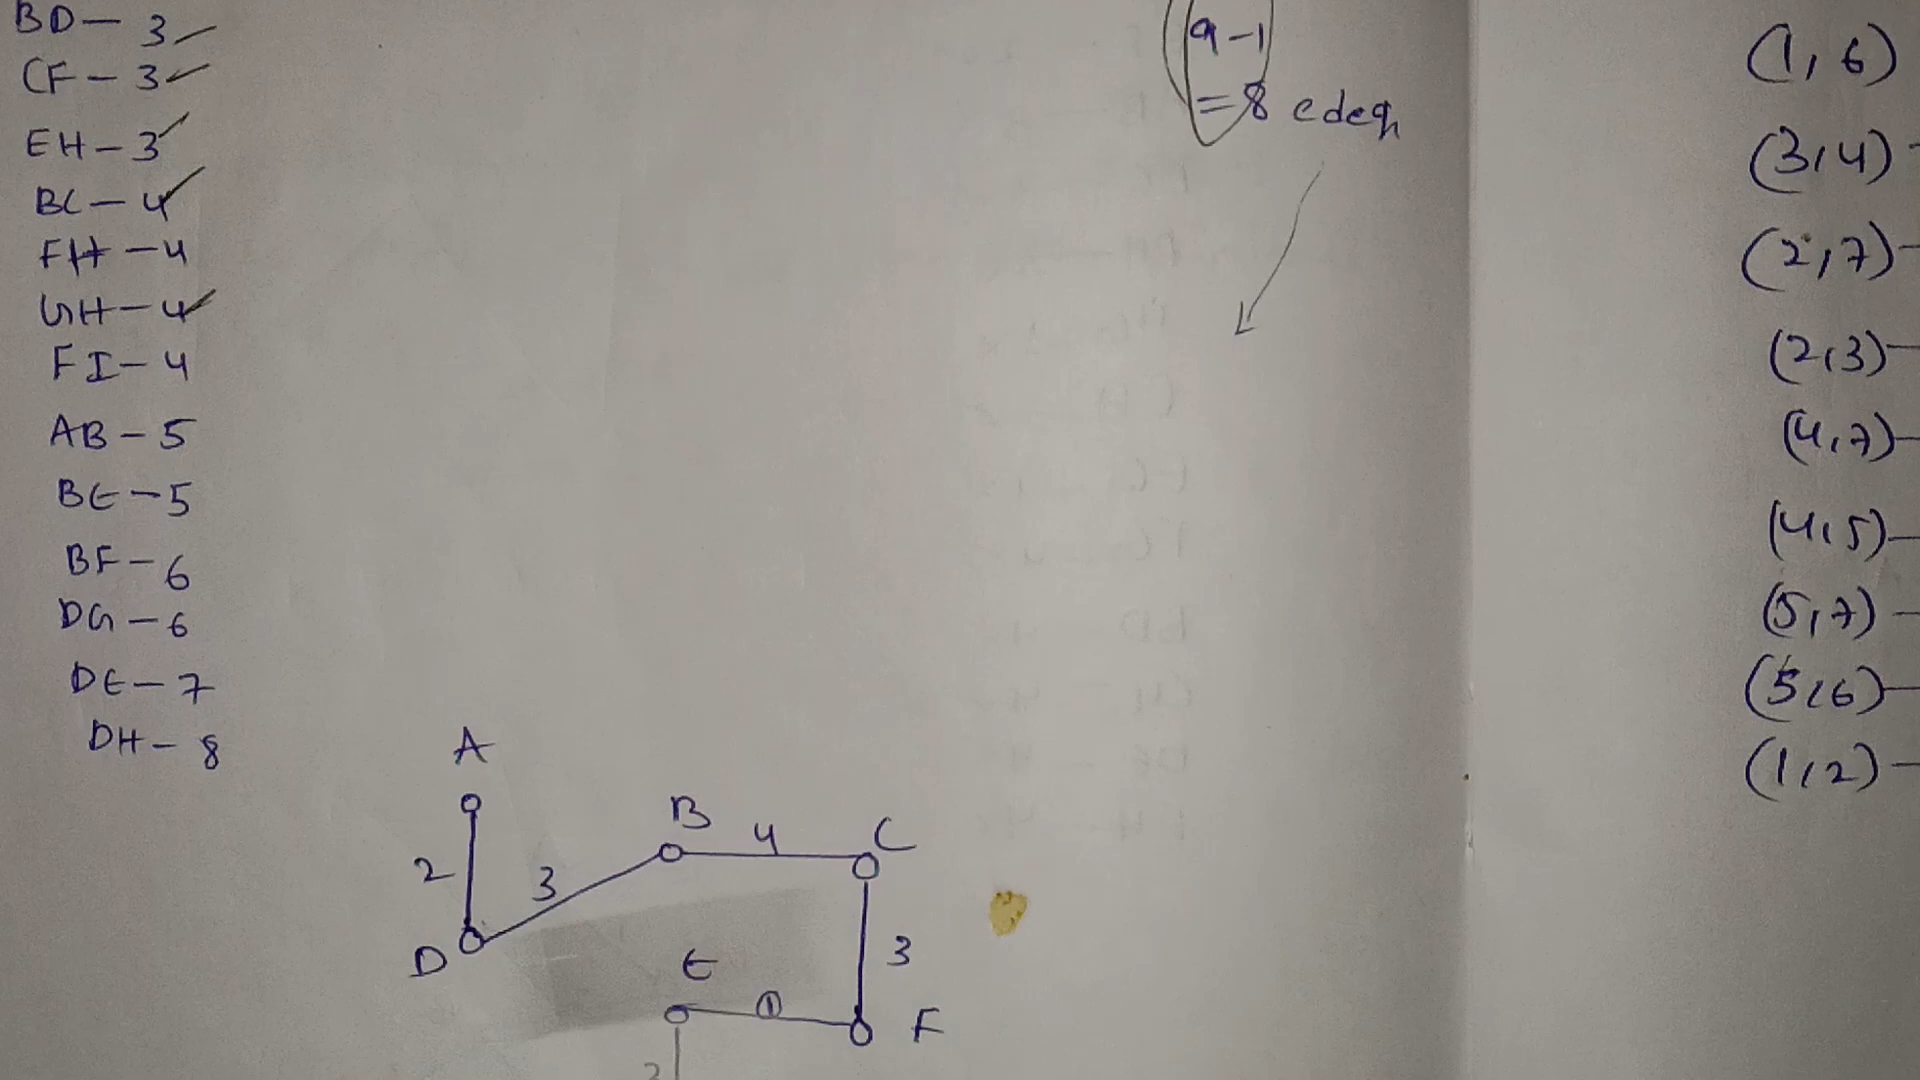 BD - 3
CF - 3
EH - 3
BC - 4
FH - 4
GH - 4
FI - 4
AB - 5
BE - 5
BF - 6
DG - 6
DE - 7
DH - 8
9-1
=8
A
B
4
C
2
3
D
E
1
3
F
(1,6)
(3,4) -
(2,7) -
(2,3) -
(4,7) -
(4,5) -
(5,7) -
(5,6) -
(1,2) -